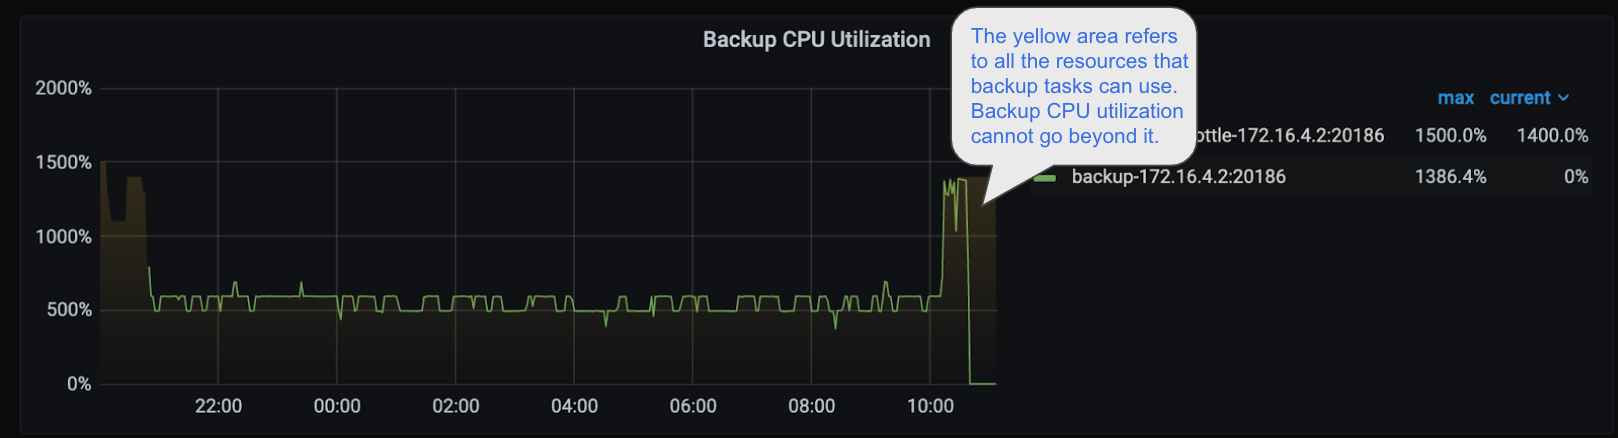 Backup CPU Utilization
The yellow area refers
to all the resources that
backup tasks can use.
Backup CPU utilization
cannot go beyond it.
2000%
1500%
1000%
500%
0%
22:00
00:00
02:00
04:00
06:00
08:00
10:00
max current
ottle-172.16.4.2:20186 1500.0% 1400.0%
backup-172.16.4.2:20186 1386.4% 0%